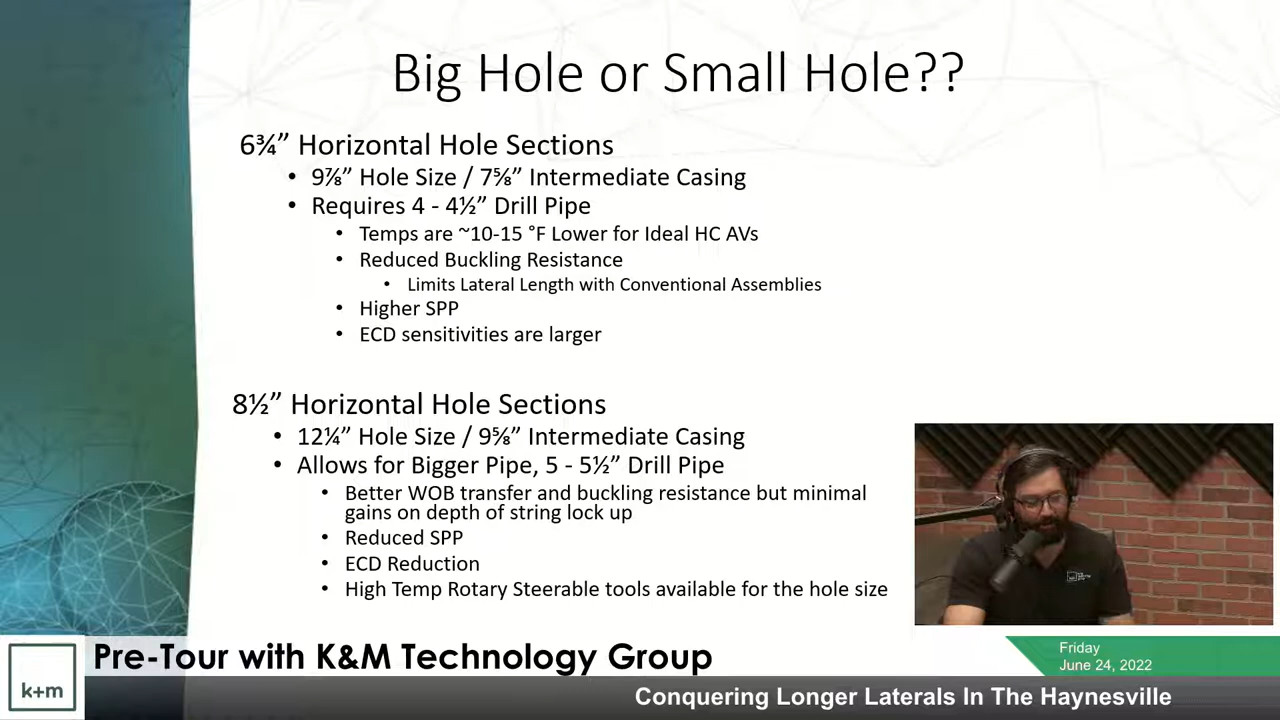 Big Hole or Small Hole??
6¾” Horizontal Hole Sections
• 9⅞” Hole Size / 7⅝” Intermediate Casing
• Requires 4 - 4½” Drill Pipe
• Temps are ~10-15 °F Lower for Ideal HC AVs
• Reduced Buckling Resistance
• Limits Lateral Length with Conventional Assemblies
• Higher SPP
• ECD sensitivities are larger
8½” Horizontal Hole Sections
• 12¼” Hole Size / 9⅝” Intermediate Casing
• Allows for Bigger Pipe, 5 - 5½” Drill Pipe
• Better WOB transfer and buckling resistance but minimal
gains on depth of string lock up
• Reduced SPP
• ECD Reduction
• High Temp Rotary Steerable tools available for the hole size
k+m
Pre-Tour with K&M Technology Group
Friday
June 24, 2022
Conquering Longer Laterals In The Haynesville